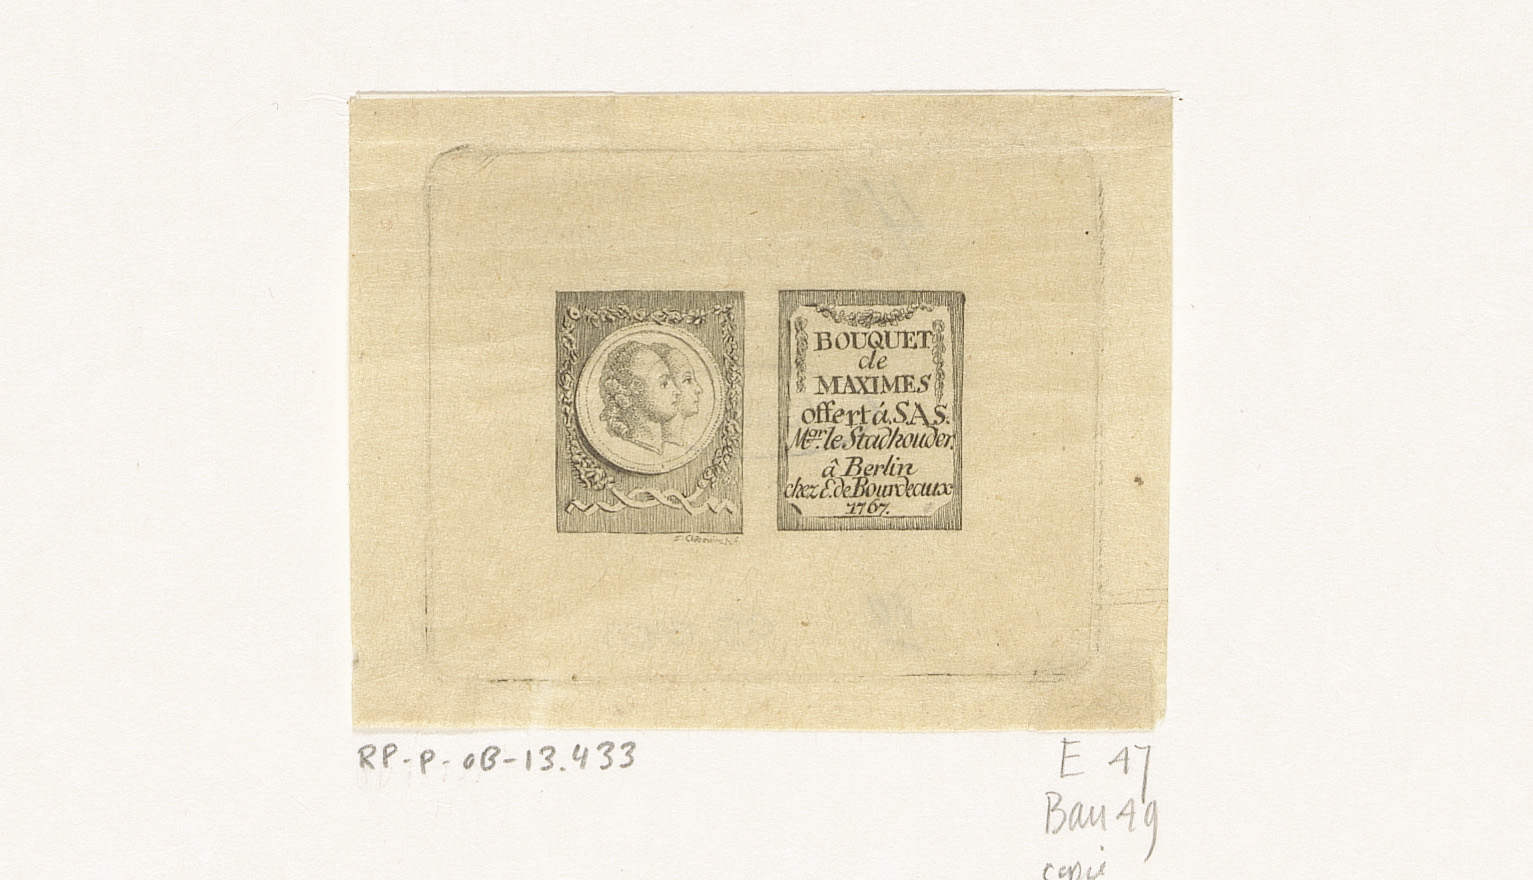 BOUQUET
de
MAXIMES
offert á S.A.S.
Mgr. le Stadhouder.
â Berlin
chez E. de Bourdeaux
1767.
RP-P-OB-13.433
E 47
Bau 49
copie